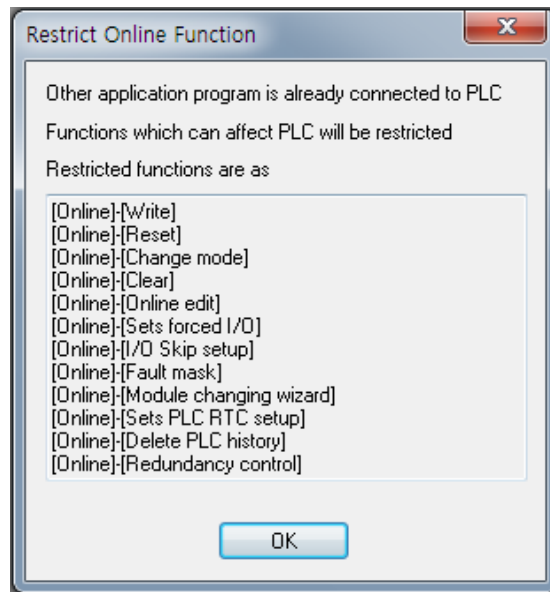 Restrict Online Function
Other application program is already connected to PLC
Functions which can affect PLC will be restricted
Restricted functions are as
[Online]-[Write]
[Online]-[Reset]
[Online]-[Change mode]
[Online]-[Clear]
[Online]-[Online edit]
[Online]-[Sets forced I/O]
[Online]-[I/O Skip setup]
[Online]-[Fault mask]
[Online]-[Module changing wizard]
[Online]-[Sets PLC RTC setup]
[Online]-[Delete PLC history]
[Online]-[Redundancy control]
OK